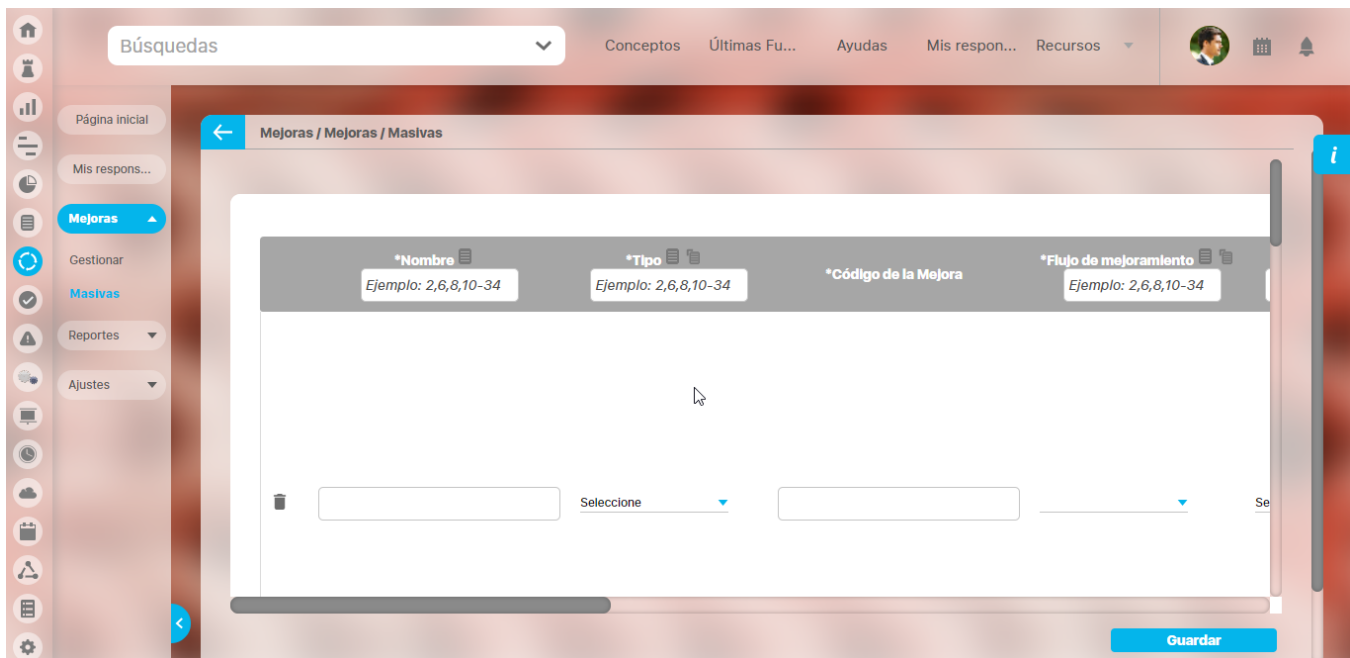 Búsquedas
Conceptos Últimas Fu... Ayudas Mis respon... Recursos
Página inicial
Mis respons...
Mejoras
Gestionar
Masivas
Reportes
Ajustes
Mejoras / Mejoras / Masivas
i
*Nombre *Tipo *Código de la Mejora *Flujo de mejoramiento
Ejemplo: 2,6,8,10-34 Ejemplo: 2,6,8,10-34 Ejemplo: 2,6,8,10-34
Seleccione Se
Guardar